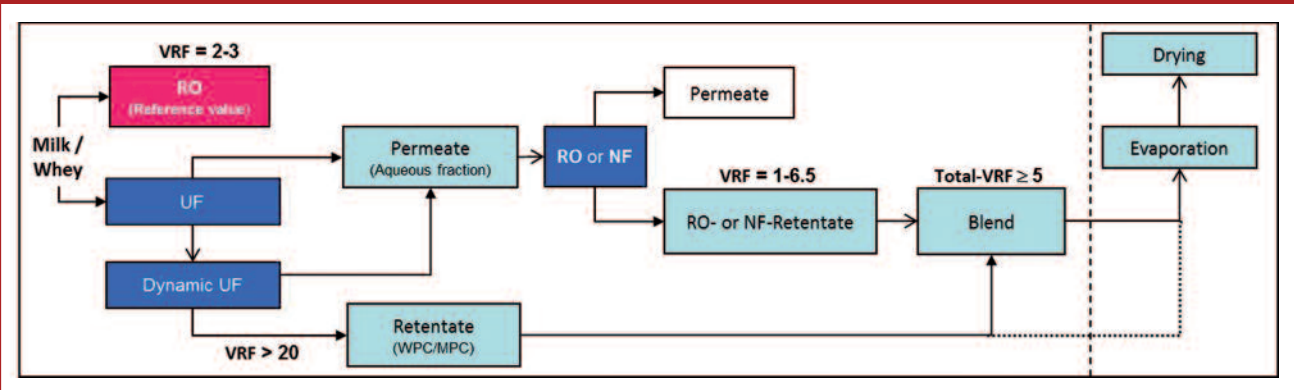 VRF = 2-3
RO
(Reference value)
Milk /
Whey
UF
Dynamic UF
VRF > 20
Permeate
(Aqueous fraction)
Retentate
(WPC/MPC)
RO or NF
Permeate
VRF = 1-6.5
RO- or NF-Retentate
Total-VRF ≥ 5
Blend
Drying
Evaporation